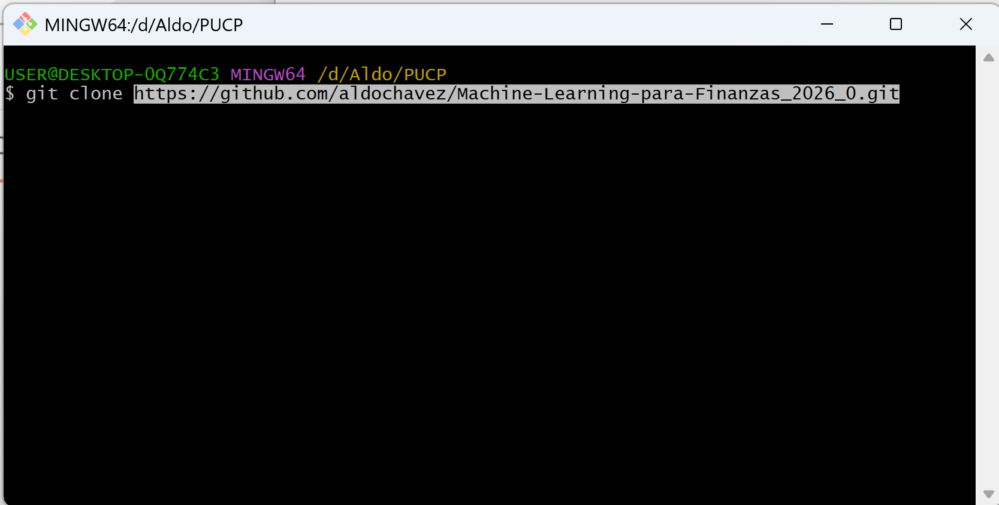 MINGW64:/d/Aldo/PUCP
USER@DESKTOP-0Q774C3 MINGW64 /d/Aldo/PUCP
$ git clone https://github.com/aldochavez/Machine-Learning-para-Finanzas_2026_0.git